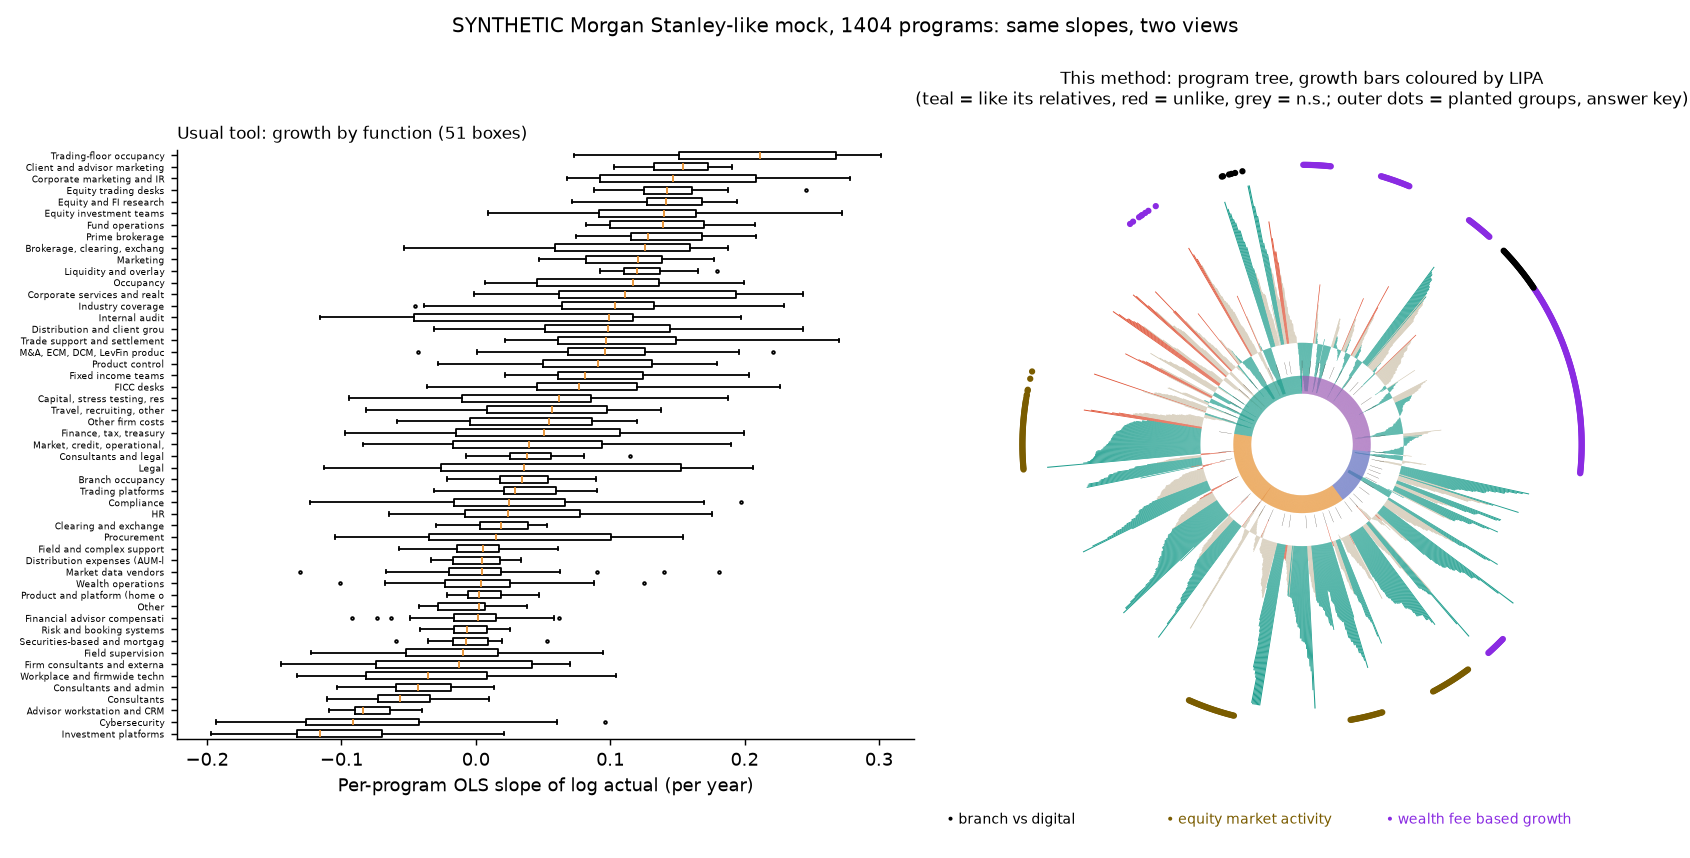 SYNTHETIC Morgan Stanley-like mock, 1404 programs: same slopes, two views
Usual tool: growth by function (51 boxes)
Trading-floor occupancy
Client and advisor marketing
Corporate marketing and IR
Equity trading desks
Equity and FI research
Equity investment teams
Fund operations
Prime brokerage
Brokerage, clearing, exchang
Marketing
Liquidity and overlay
Occupancy
Corporate services and realt
Industry coverage
Internal audit
Distribution and client grou
Trade support and settlement
M&A, ECM, DCM, LevFin produc
Product control
Fixed income teams
FICC desks
Capital, stress testing, res
Travel, recruiting, other
Other firm costs
Finance, tax, treasury
Market, credit, operational,
Consultants and legal
Legal
Branch occupancy
Trading platforms
Compliance
HR
Clearing and exchange
Procurement
Field and complex support
Distribution expenses (AUM-l
Market data vendors
Wealth operations
Product and platform (home o
Other
Financial advisor compensati
Risk and booking systems
Securities-based and mortgag
Field supervision
Firm consultants and externa
Workplace and firmwide techn
Consultants and admin
Consultants
Advisor workstation and CRM
Cybersecurity
Investment platforms
−0.2 −0.1 0.0 0.1 0.2 0.3
Per-program OLS slope of log actual (per year)
This method: program tree, growth bars coloured by LIPA
(teal = like its relatives, red = unlike, grey = n.s.; outer dots = planted groups, answer key)
• branch vs digital
• equity market activity
• wealth fee based growth